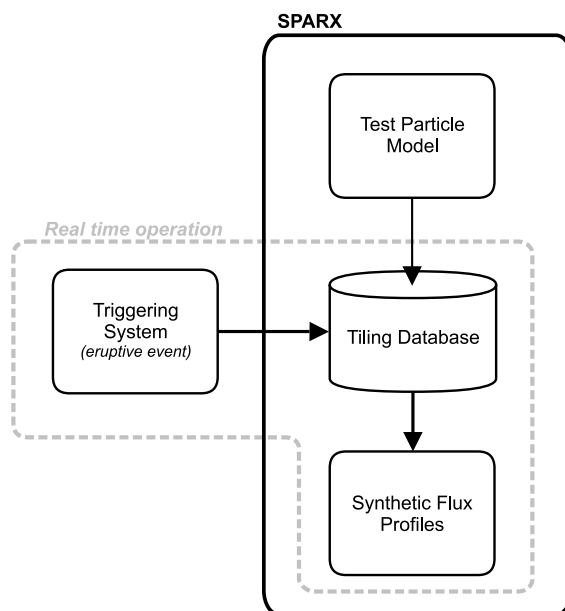 SPARX
Test Particle
Model
Real time operation
Triggering
System
(eruptive event)
Tiling Database
Synthetic Flux
Profiles